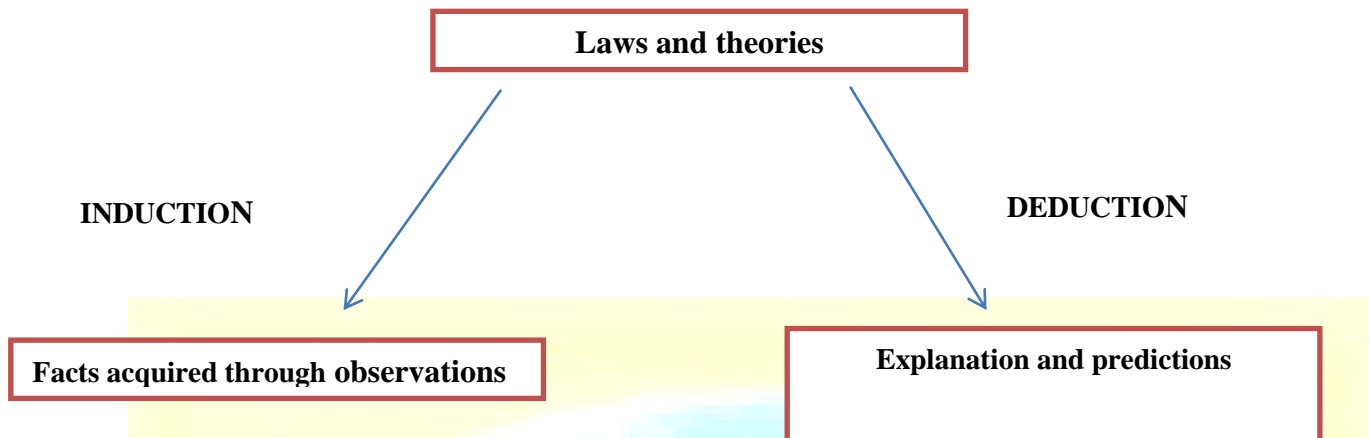 Laws and theories
INDUCTION
DEDUCTION
Facts acquired through observations
Explanation and predictions